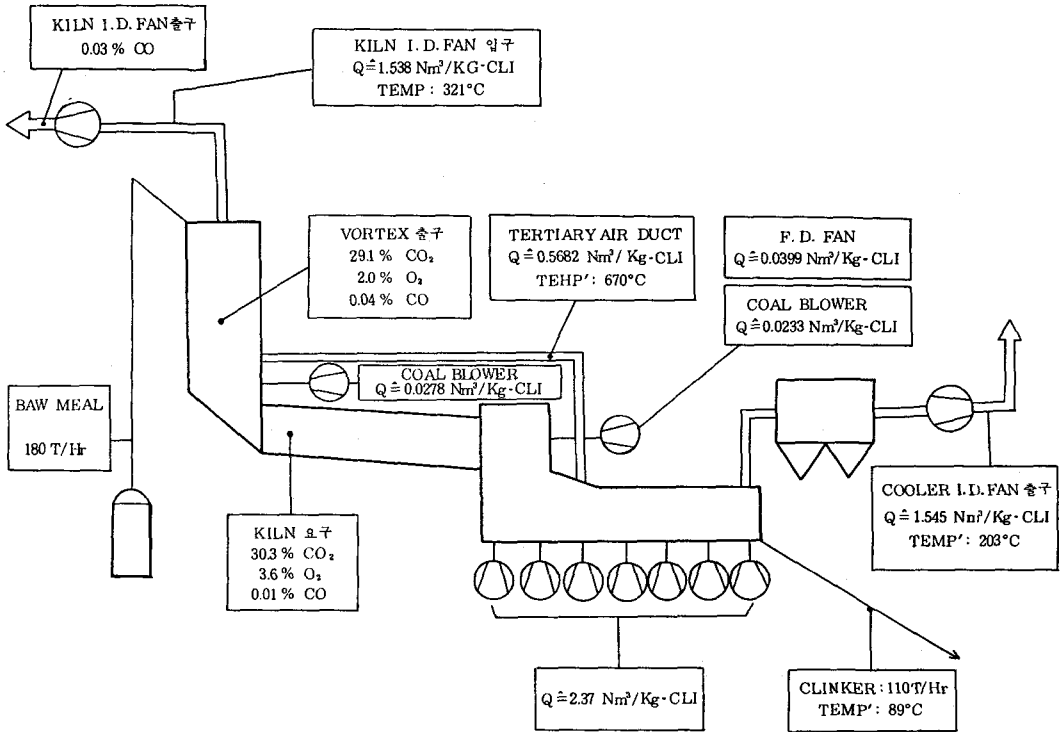 KILN I.D.FAN출구
0.03 % CO
KILN I.D.FAN 입구
Q≙1.538 Nm³/KG-CLI
TEMP : 321°C
VORTEX 출구
29.1 % CO₂
2.0 % O₂
0.04 % CO
TERTIARY AIR DUCT
Q≙0.5682 Nm³/Kg-CLI
TEHP' : 670°C
F. D. FAN
Q≙0.0399 Nm³/Kg-CLI
COAL BLOWER
Q≙0.0233 Nm³/Kg-CLI
COAL BLOWER
Q≙0.0278 Nm³/Kg-CLI
BAW MEAL
180 T/Hr
KILN 요구
30.3 % CO₂
3.6 % O₂
0.01 % CO
COOLER I.D.FAN 출구
Q≙1.545 Nm³/Kg-CLI
TEMP' : 203°C
Q≙2.37 Nm³/Kg-CLI
CLINKER : 110T/Hr
TEMP' : 89°C